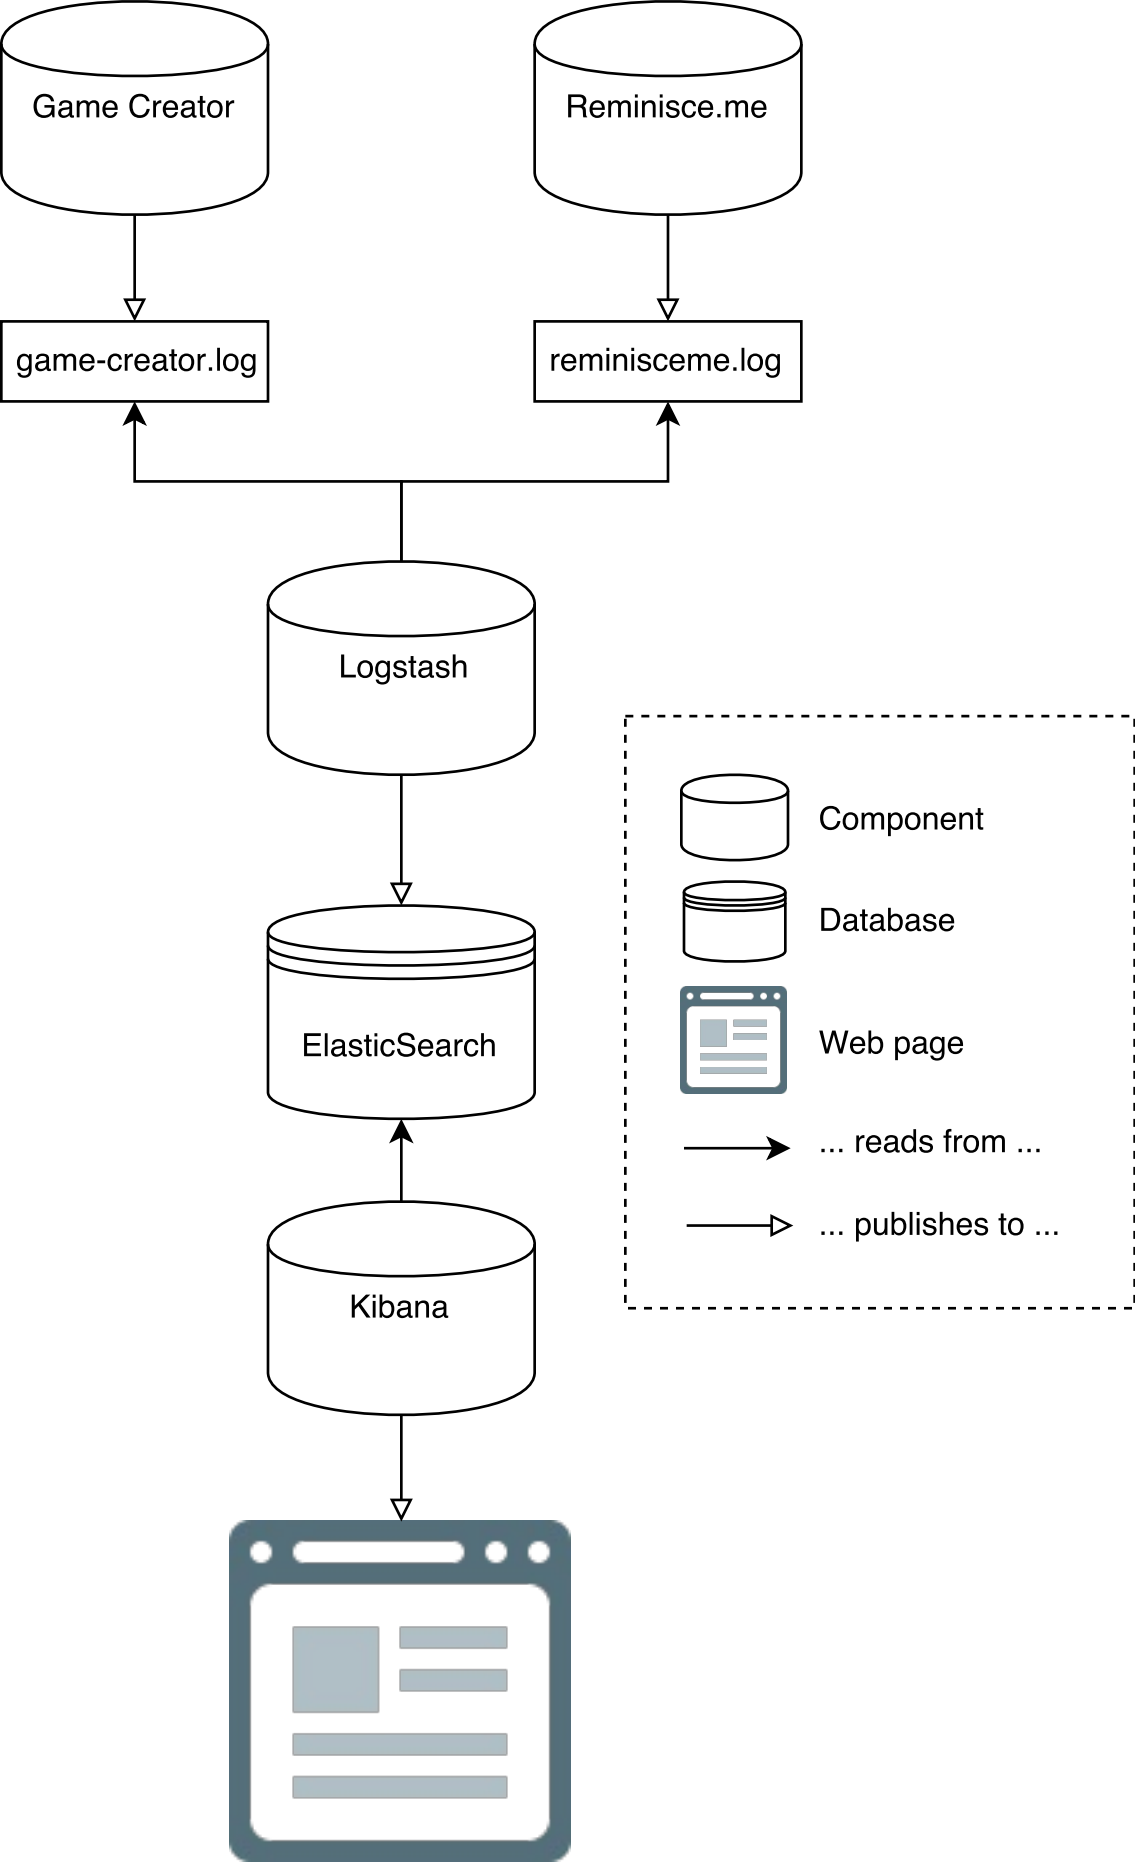 Game Creator
Reminisce.me
game-creator.log
reminisceme.log
Logstash
Component
Database
ElasticSearch
Web page
... reads from ...
... publishes to ...
Kibana